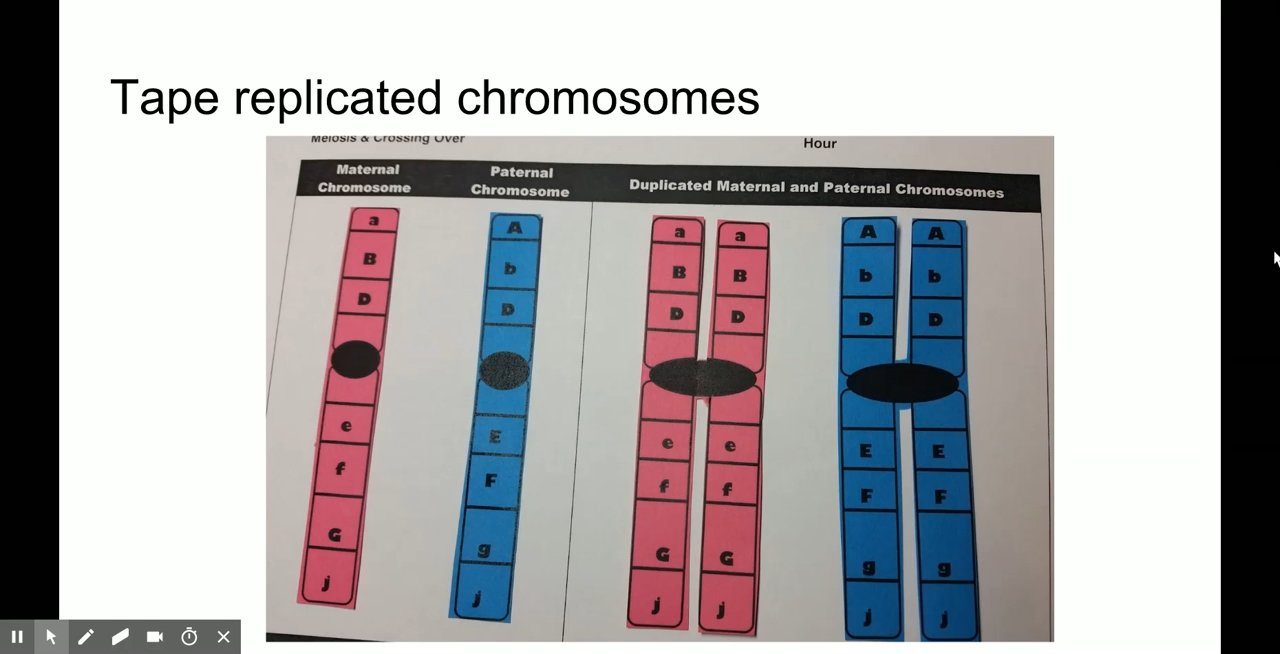 Tape replicated chromosomes
Meiosis & Crossing Over
Hour
Maternal
Chromosome
Paternal
Chromosome
Duplicated Maternal and Paternal Chromosomes
a
B
D
e
f
G
j
A
b
D
E
F
g
j
a a
B B
D D
e e
f f
G G
j j
A A
b b
D D
E E
F F
g g
j j